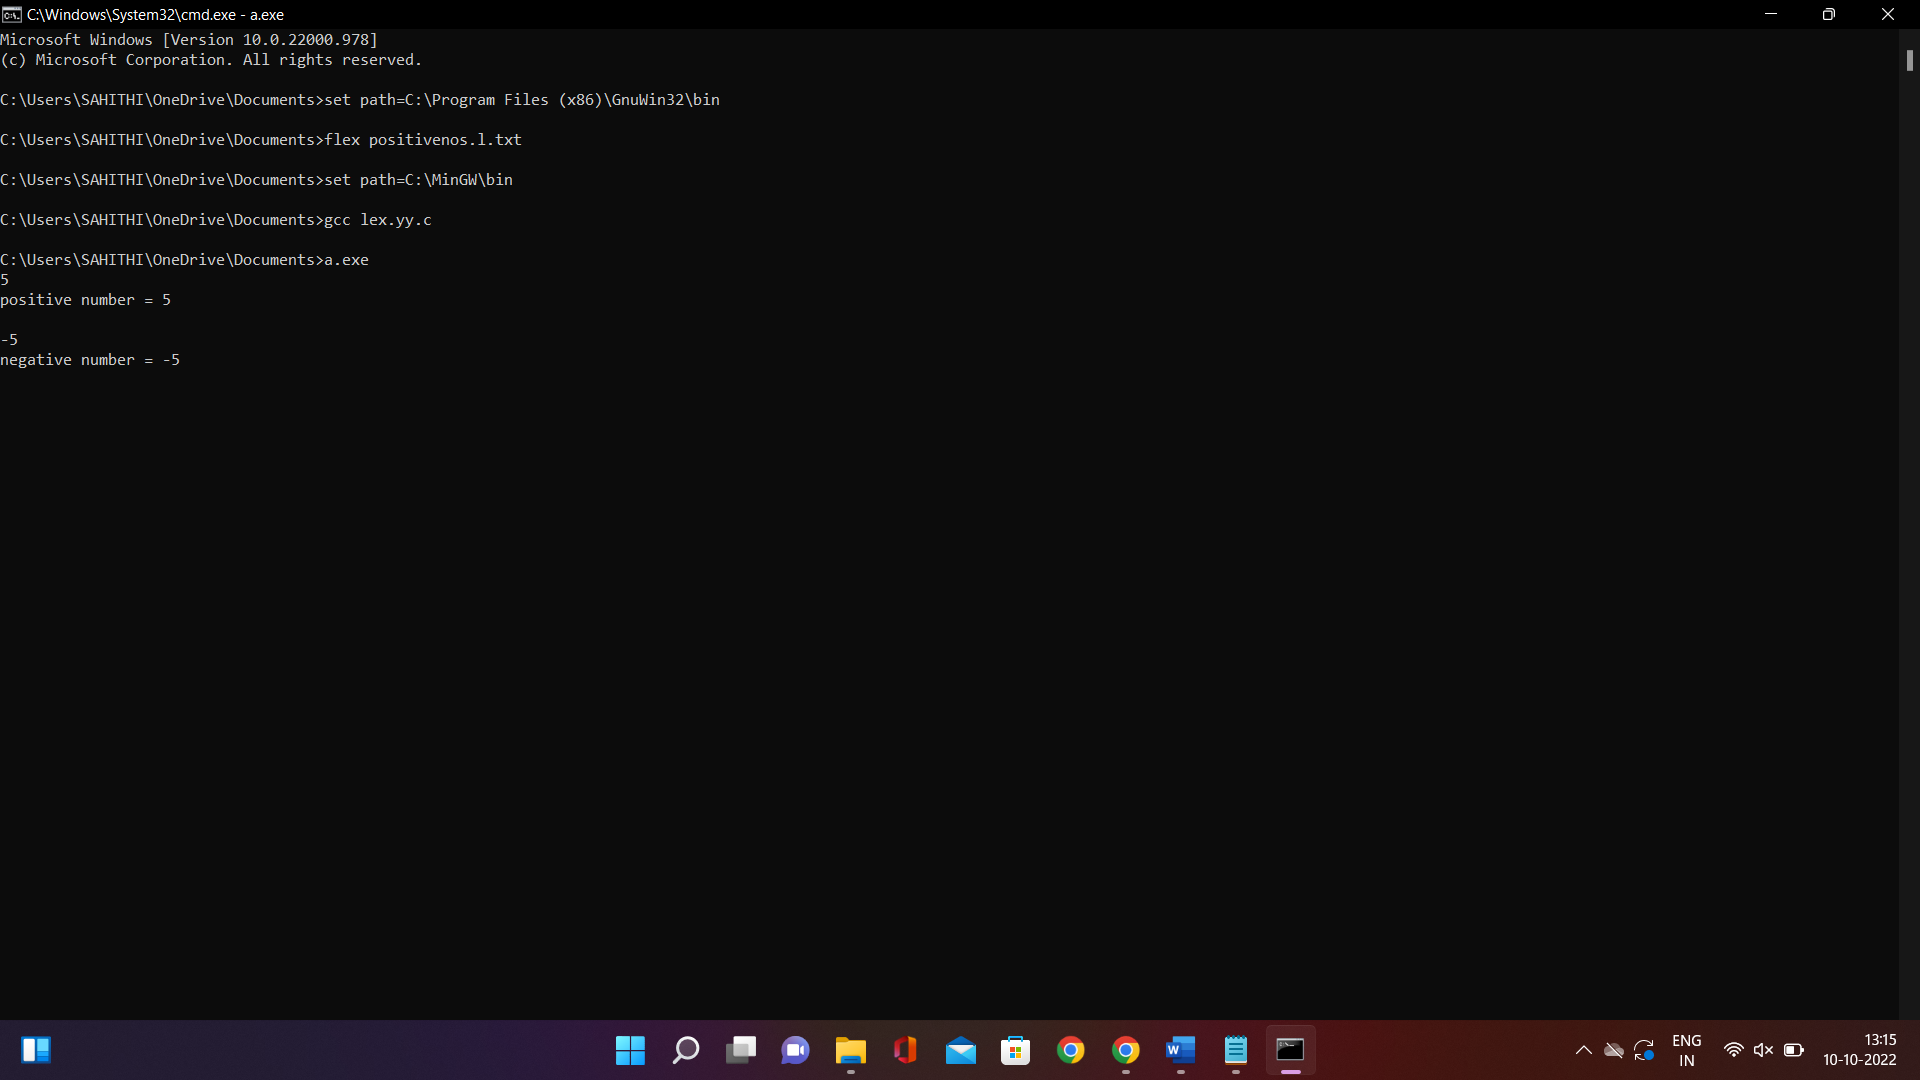 C:\Windows\System32\cmd.exe - a.exe
Microsoft Windows [Version 10.0.22000.978]
(c) Microsoft Corporation. All rights reserved.
C:\Users\SAHITHI\OneDrive\Documents>set path=C:\Program Files (x86)\GnuWin32\bin
C:\Users\SAHITHI\OneDrive\Documents>flex positivenos.l.txt
C:\Users\SAHITHI\OneDrive\Documents>set path=C:\MinGW\bin
C:\Users\SAHITHI\OneDrive\Documents>gcc lex.yy.c
C:\Users\SAHITHI\OneDrive\Documents>a.exe
5
positive number = 5
-5
negative number = -5
ENG
IN
13:15
10-10-2022